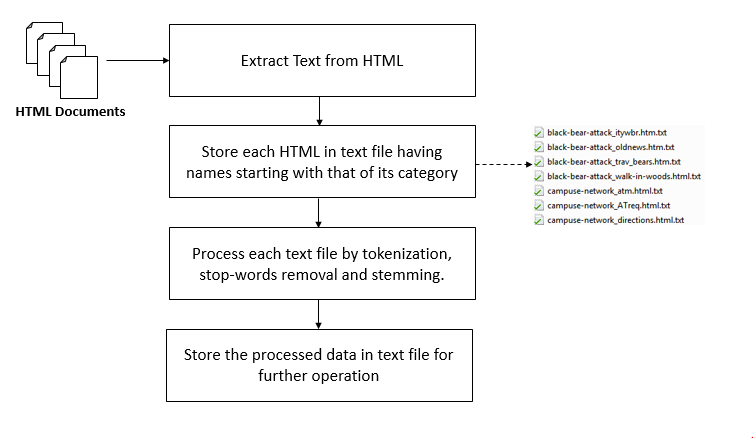 HTML Documents
Extract Text from HTML
Store each HTML in text file having
names starting with that of its category
black-bear-attack_itywbr.htm.txt
black-bear-attack_oldnews.htm.txt
black-bear-attack_trav_bears.htm.txt
black-bear-attack_walk-in-woods.html.txt
campuse-network_atm.html.txt
campuse-network_ATreq.html.txt
campuse-network_directions.html.txt
Process each text file by tokenization,
stop-words removal and stemming.
Store the processed data in text file for
further operation